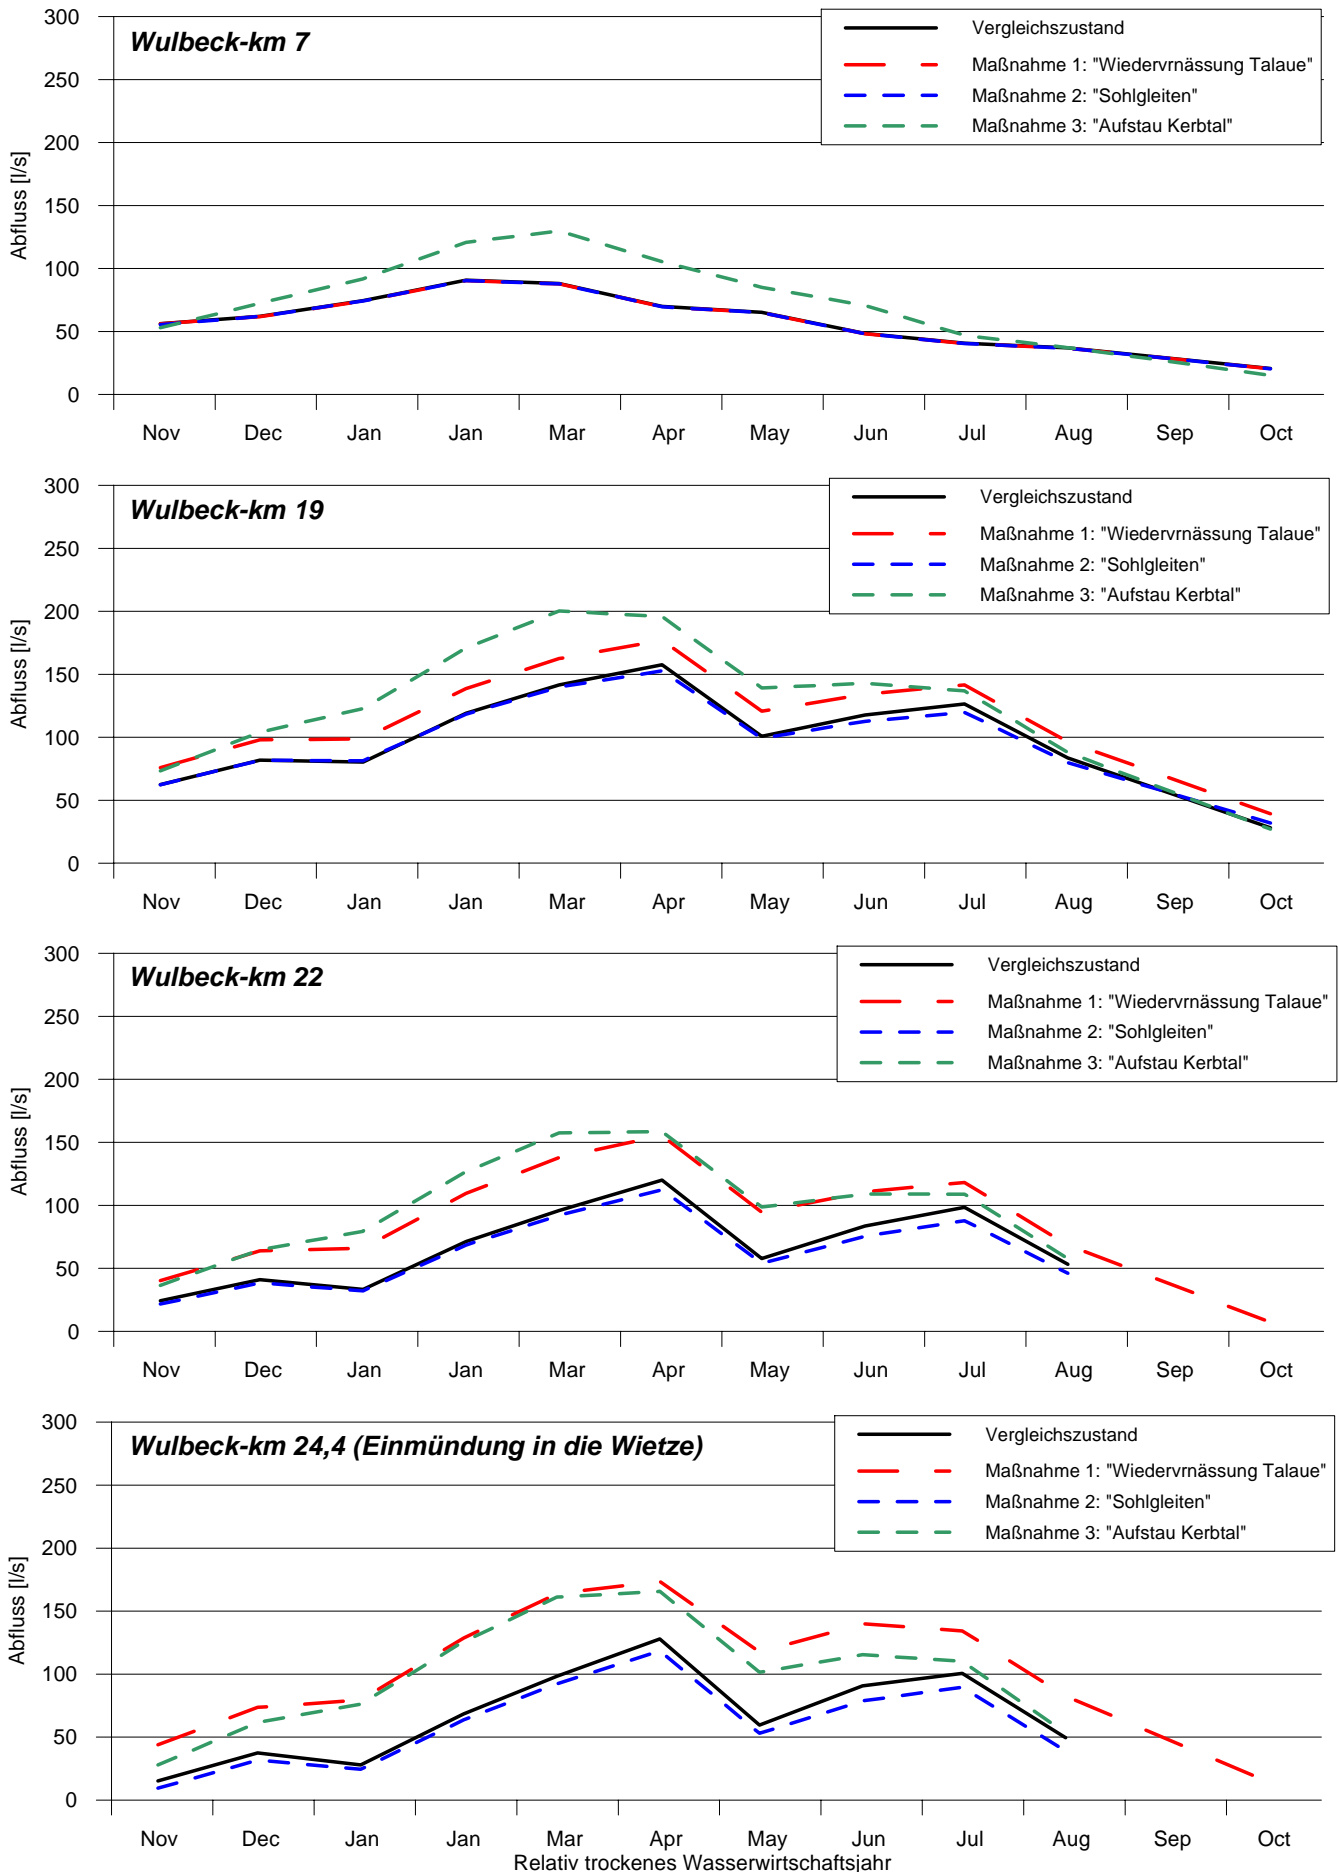 Wulbeck-km 7
Vergleichszustand
Maßnahme 1: "Wiedervrnässung Talaue"
Maßnahme 2: "Sohlgleiten"
Maßnahme 3: "Aufstau Kerbtal"
Abfluss [l/s]
300
250
200
150
100
50
0
Nov Dec Jan Jan Mar Apr May Jun Jul Aug Sep Oct
Wulbeck-km 19
Vergleichszustand
Maßnahme 1: "Wiedervrnässung Talaue"
Maßnahme 2: "Sohlgleiten"
Maßnahme 3: "Aufstau Kerbtal"
Abfluss [l/s]
300
250
200
150
100
50
0
Nov Dec Jan Jan Mar Apr May Jun Jul Aug Sep Oct
Wulbeck-km 22
Vergleichszustand
Maßnahme 1: "Wiedervrnässung Talaue"
Maßnahme 2: "Sohlgleiten"
Maßnahme 3: "Aufstau Kerbtal"
Abfluss [l/s]
300
250
200
150
100
50
0
Nov Dec Jan Jan Mar Apr May Jun Jul Aug Sep Oct
Wulbeck-km 24,4 (Einmündung in die Wietze)
Vergleichszustand
Maßnahme 1: "Wiedervrnässung Talaue"
Maßnahme 2: "Sohlgleiten"
Maßnahme 3: "Aufstau Kerbtal"
Abfluss [l/s]
300
250
200
150
100
50
0
Nov Dec Jan Jan Mar Apr May Jun Jul Aug Sep Oct
Relativ trockenes Wasserwirtschaftsjahr